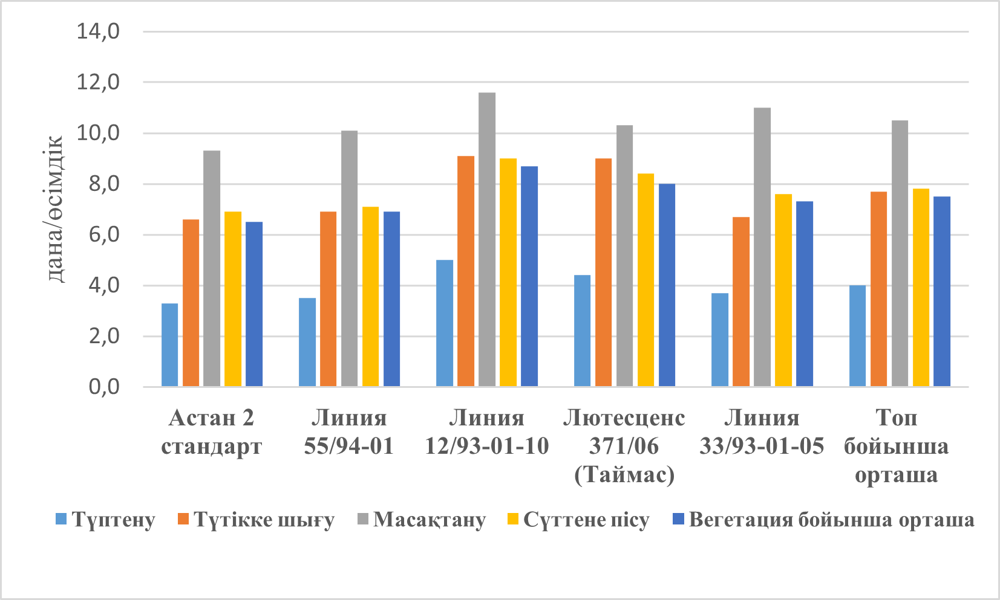 14,0
12,0
10,0
8,0
6,0
4,0
2,0
0,0
дана/өсімдік
Астан 2
стандарт
Линия
55/94-01
Линия
12/93-01-10
Лютесценс
371/06
(Таймас)
Линия
33/93-01-05
Топ
бойынша
орташа
Түптену
Түтікке шығу
Масақтану
Сүттене пісу
Вегетация бойынша орташа